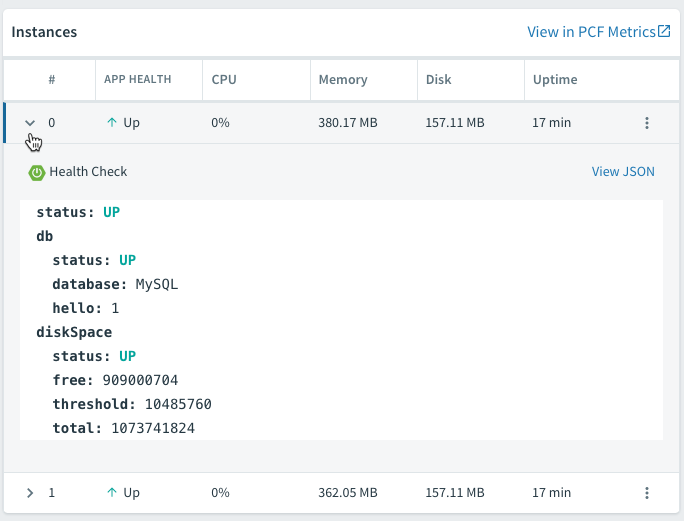 Instances View in PCF Metrics
# APP HEALTH CPU Memory Disk Uptime
0 Up 0% 380.17 MB 157.11 MB 17 min
Health Check View JSON
status: UP
db
status: UP
database: MySQL
hello: 1
diskSpace
status: UP
free: 909000704
threshold: 10485760
total: 1073741824
1 Up 0% 362.05 MB 157.11 MB 17 min